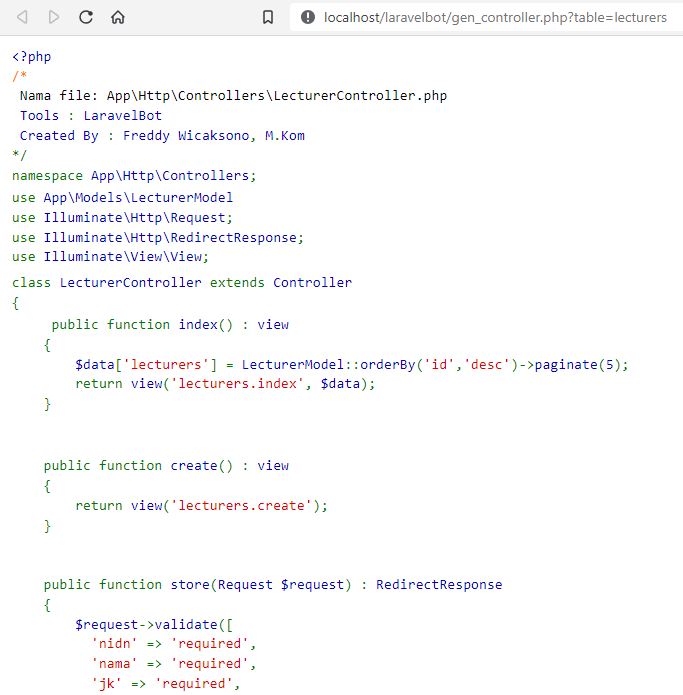 localhost/laravelbot/gen_controller.php?table=lecturers
<?php
/*
 Nama file: App\Http\Controllers\LecturerController.php
 Tools : LaravelBot
 Created By : Freddy Wicaksono, M.Kom
*/
namespace App\Http\Controllers;
use App\Models\LecturerModel
use Illuminate\Http\Request;
use Illuminate\Http\RedirectResponse;
use Illuminate\View\View;
class LecturerController extends Controller
{
     public function index() : view
    {
        $data['lecturers'] = LecturerModel::orderBy('id','desc')->paginate(5);
        return view('lecturers.index', $data);
    }
    public function create() : view
    {
        return view('lecturers.create');
    }
    public function store(Request $request) : RedirectResponse
    {
        $request->validate([
          'nidn' => 'required',
          'nama' => 'required',
          'jk' => 'required',